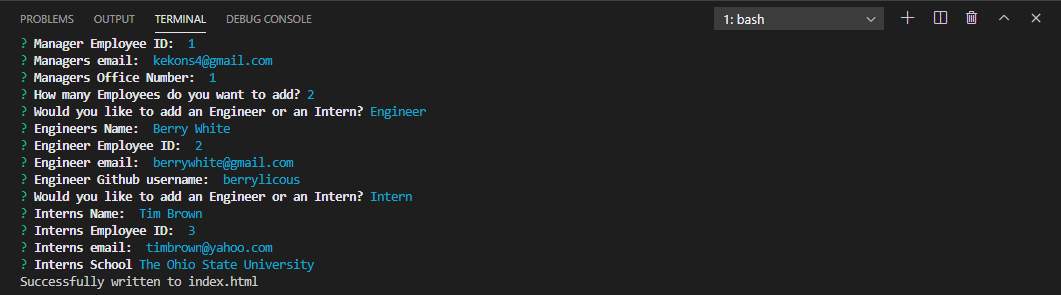 PROBLEMS OUTPUT TERMINAL DEBUG CONSOLE 1: bash
? Manager Employee ID: 1
? Managers email: kekons4@gmail.com
? Managers Office Number: 1
? How many Employees do you want to add? 2
? Would you like to add an Engineer or an Intern? Engineer
? Engineers Name: Berry White
? Engineer Employee ID: 2
? Engineer email: berrywhite@gmail.com
? Engineer Github username: berrylicous
? Would you like to add an Engineer or an Intern? Intern
? Interns Name: Tim Brown
? Interns Employee ID: 3
? Interns email: timbrown@yahoo.com
? Interns School The Ohio State University
Successfully written to index.html